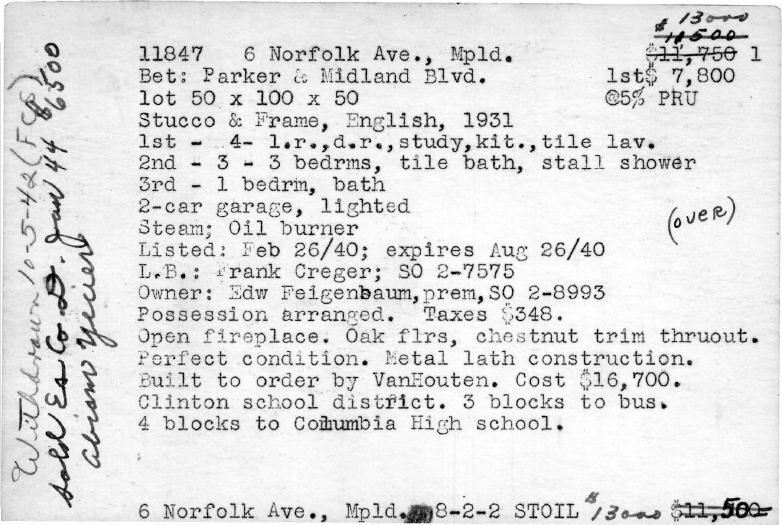 $ 13000
11500
11847   6 Norfolk Ave., Mpld.   $11,750 1
Bet: Parker & Midland Blvd.   1st$ 7,800
lot 50 x 100 x 50   @5% PRU
Stucco & Frame, English, 1931
1st -  4- l.r.,d.r.,study,kit.,tile lav.
2nd - 3 - 3 bedrms, tile bath, stall shower
3rd - 1 bedrm, bath
2-car garage, lighted
Steam; Oil burner
(over)
Listed: Feb 26/40; expires Aug 26/40
L.B.: Frank Creger; SO 2-7575
Owner: Edw Feigenbaum,prem,SO 2-8993
Possession arranged.  Taxes $348.
Open fireplace. Oak flrs, chestnut trim thruout.
Perfect condition. Metal lath construction.
Built to order by VanHouten. Cost $16,700.
Clinton school district. 3 blocks to bus.
4 blocks to Columbia High school.
6 Norfolk Ave., Mpld. 8-2-2 STOIL $13000 $11,500
Withdrawn 10-5-42 (FCS)
Sold Es Co. D. Jan 44 $6500